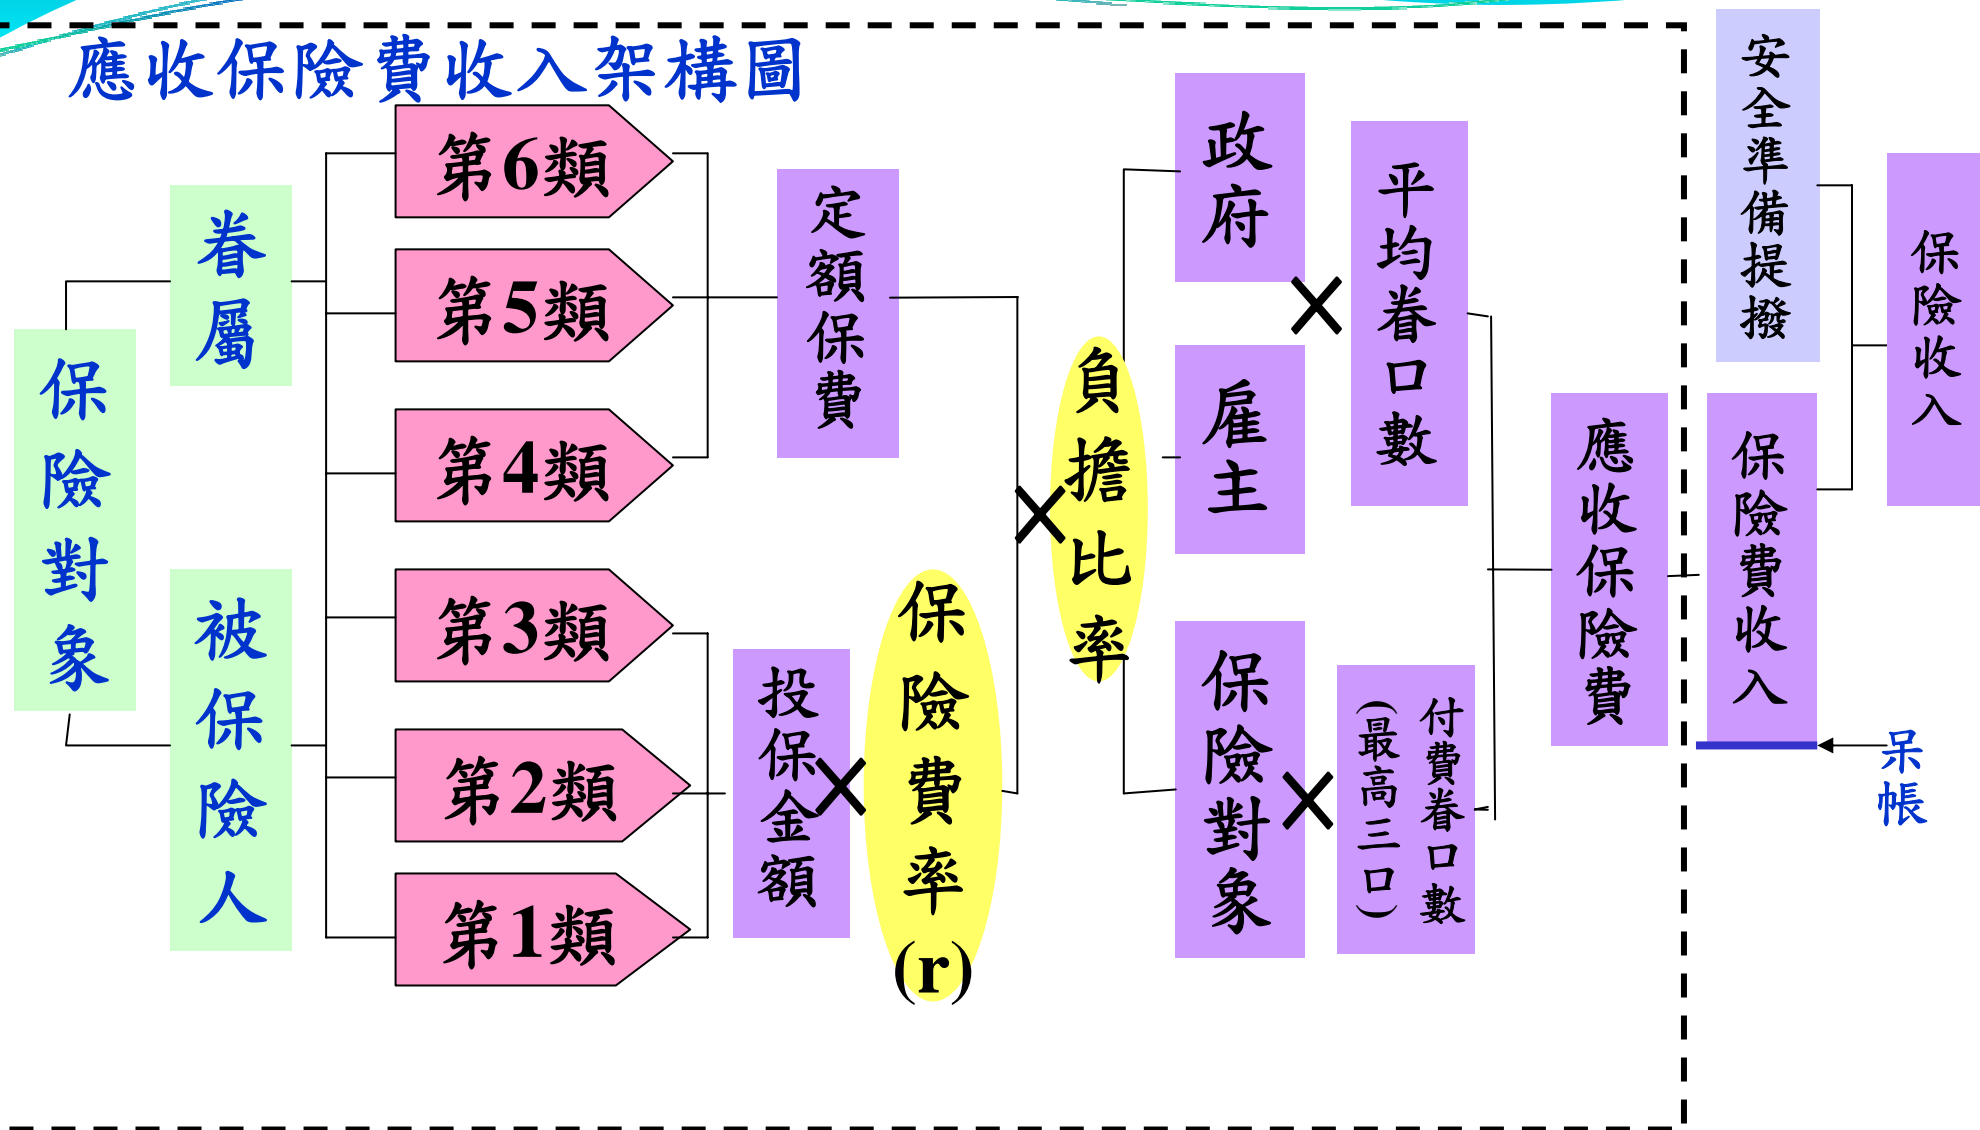 應收保險費收入架構圖
保險對象
眷屬
被保險人
第6類
第5類
第4類
第3類
第2類
第1類
定額保費
投保金額
保險費率(r)
負擔比率
政府
雇主
保險對象
平均眷口數
付費眷口數
(最高三口)
應收保險費
安全準備提撥
保險費收入
保險收入
呆帳